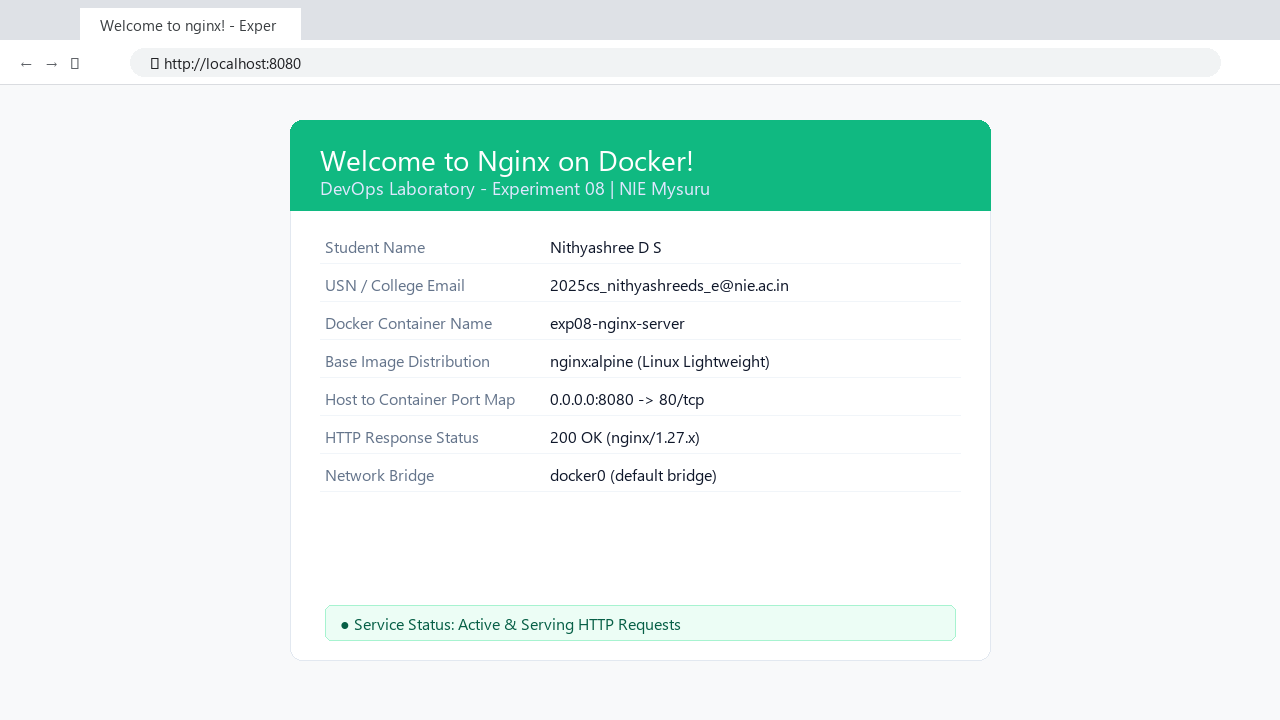 Welcome to nginx! - Exper
← → 
http://localhost:8080
Welcome to Nginx on Docker!
DevOps Laboratory - Experiment 08 | NIE Mysuru
Student Name Nithyashree D S
USN / College Email 2025cs_nithyashreeds_e@nie.ac.in
Docker Container Name exp08-nginx-server
Base Image Distribution nginx:alpine (Linux Lightweight)
Host to Container Port Map 0.0.0.0:8080 -> 80/tcp
HTTP Response Status 200 OK (nginx/1.27.x)
Network Bridge docker0 (default bridge)
● Service Status: Active & Serving HTTP Requests